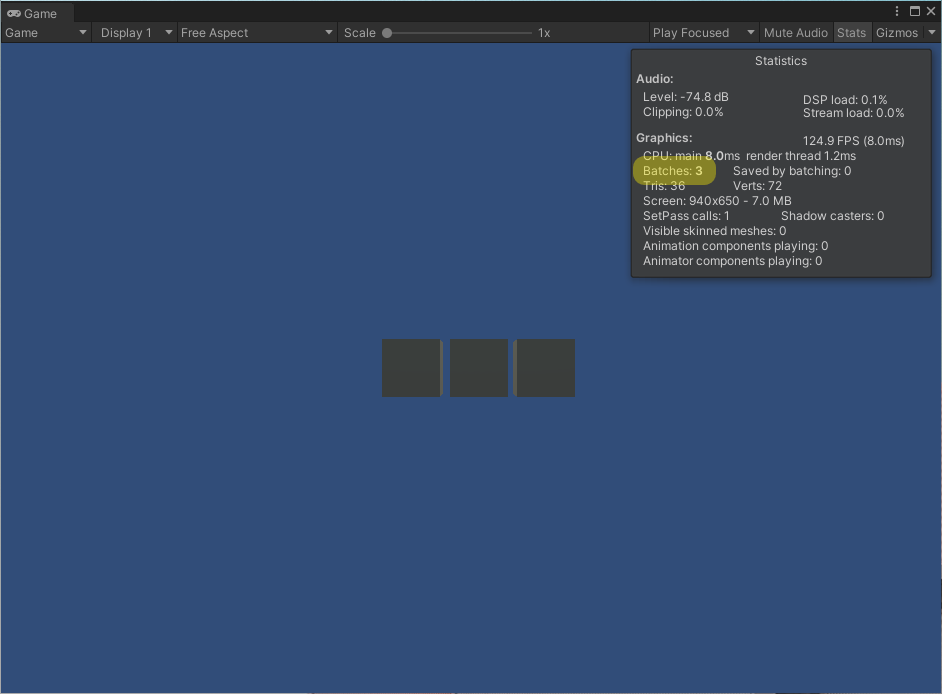 Game
Game Display 1 Free Aspect Scale 1x Play Focused Mute Audio Stats Gizmos
Statistics
Audio:
Level: -74.8 dB DSP load: 0.1%
Clipping: 0.0% Stream load: 0.0%
Graphics: 124.9 FPS (8.0ms)
CPU: main 8.0ms render thread 1.2ms
Batches: 3 Saved by batching: 0
Tris: 36 Verts: 72
Screen: 940x650 - 7.0 MB
SetPass calls: 1 Shadow casters: 0
Visible skinned meshes: 0
Animation components playing: 0
Animator components playing: 0